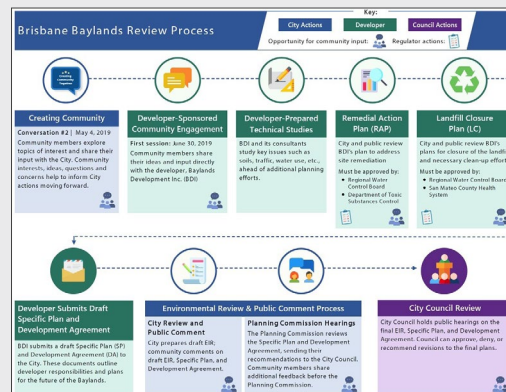 Brisbane Baylands Review Process
Key:
City Actions
Developer
Council Actions
Opportunity for community input:
Regulator actions:
Creating Community
Conversation #2 | May 4, 2019
Community members explore
topics of interest and share their
input with the City. Community
interests, ideas, questions and
concerns help to inform City
actions moving forward.
Developer-Sponsored
Community Engagement
First session: June 30, 2019
Community members share
their ideas and input directly
with the developer, Baylands
Development Inc. (BDI)
Developer-Prepared
Technical Studies
BDI and its consultants
study key issues such as
soils, traffic, water use, etc.,
ahead of additional planning
efforts.
Remedial Action
Plan (RAP)
City and public review
BDI's plan to address
site remediation
Must be approved by:
• Regional Water
Control Board
• Department of Toxic
Substances Control
Landfill Closure
Plan (LC)
City and public review BDI's
plans for closure of the landfi
and necessary clean-up effort
Must be approved by:
• Regional Water Control Board
• San Mateo County Health
System
Developer Submits Draft
Specific Plan and
Development Agreement
BDI submits a draft Specific Plan (SP)
and Development Agreement (DA) to
the City. These documents outline
developer responsibilities and plans
for the future of the Baylands.
Environmental Review & Public Comment Process
City Review and
Public Comment
City prepares draft EIR;
community comments on
draft EIR, Specific Plan, and
Development Agreement.
Planning Commission Hearings
The Planning Commission reviews
the Specific Plan and Development
Agreement, sending their
recommendations to the City Council.
Community members share
additional feedback before the
Planning Commission.
City Council Review
City Council holds public hearings on the
final EIR, Specific Plan, and Development
Agreement. Council can approve, deny, or
recommend revisions to the final plans.